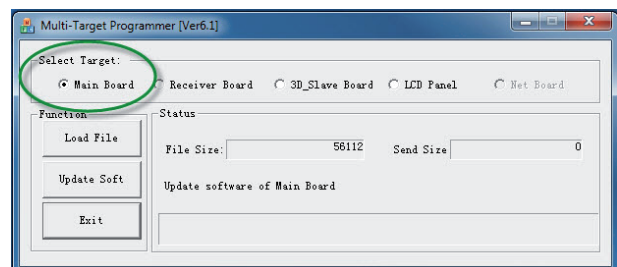 Multi-Target Programmer [Ver6.1]
Select Target:
Main Board Receiver Board 3D_Slave Board LCD Panel Net Board
Function
Status
Load File
File Size: 56112 Send Size 0
Update Soft
Update software of Main Board
Exit